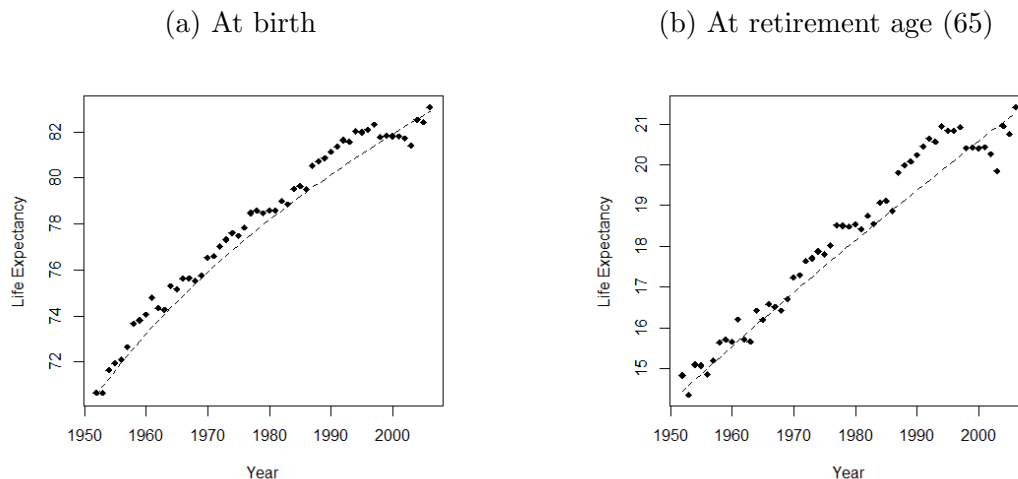 (a) At birth
Life Expectancy
82
80
78
76
74
72
1950 1960 1970 1980 1990 2000
Year
(b) At retirement age (65)
Life Expectancy
21
20
19
18
17
16
15
1950 1960 1970 1980 1990 2000
Year